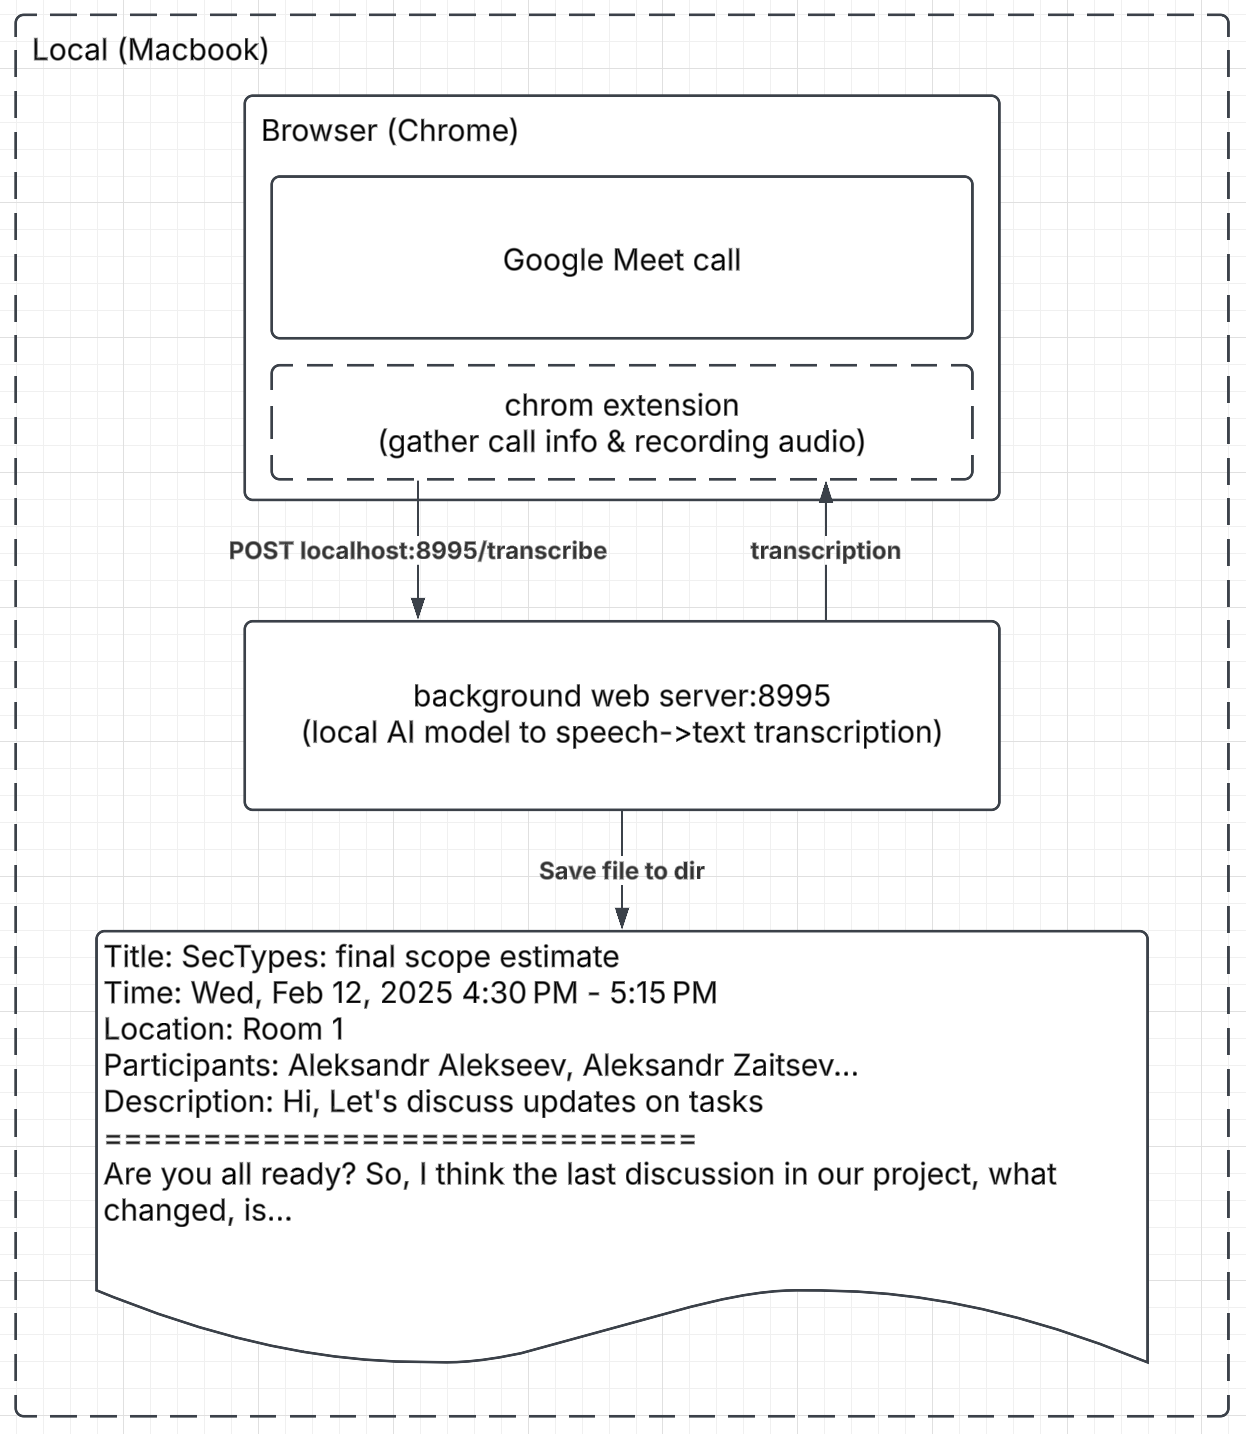 Local (Macbook)
Browser (Chrome)
Google Meet call
chrom extension
(gather call info & recording audio)
POST localhost:8995/transcribe
transcription
background web server:8995
(local AI model to speech->text transcription)
Save file to dir
Title: SecTypes: final scope estimate
Time: Wed, Feb 12, 2025 4:30 PM - 5:15 PM
Location: Room 1
Participants: Aleksandr Alekseev, Aleksandr Zaitsev...
Description: Hi, Let's discuss updates on tasks
==============================
Are you all ready? So, I think the last discussion in our project, what
changed, is...